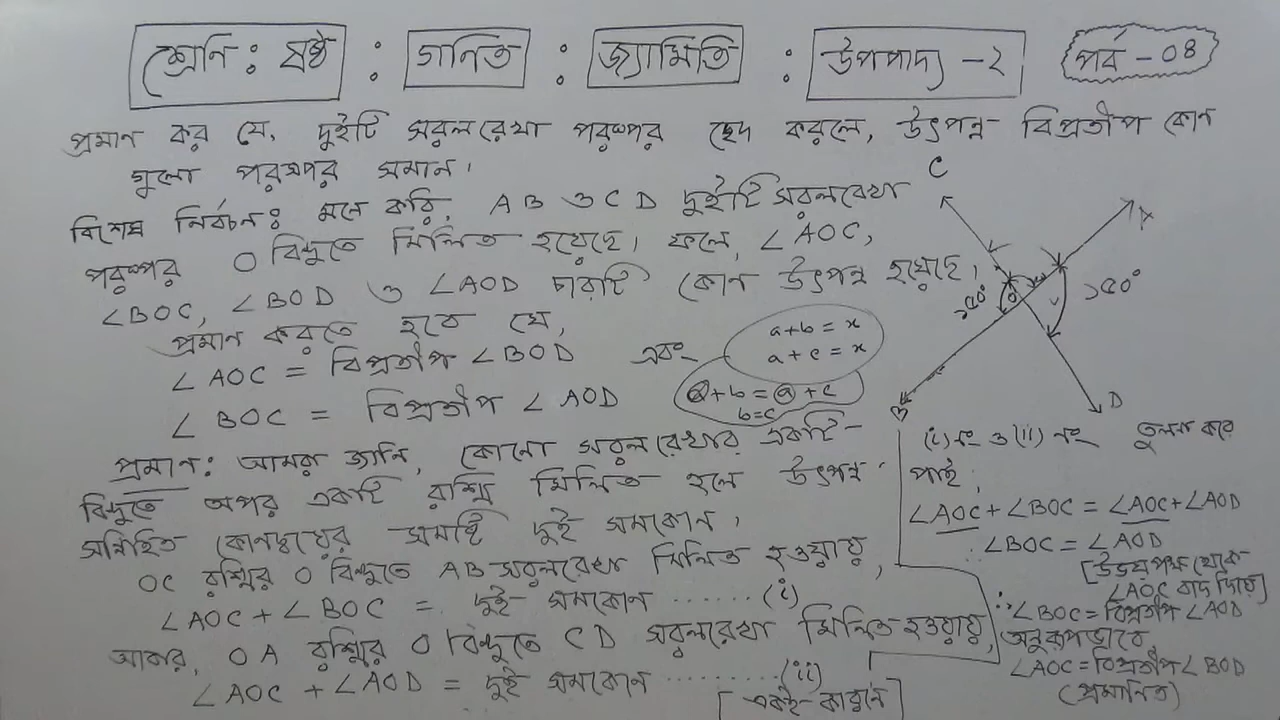 শ্রেনি : ষষ্ঠ : গনিত : জ্যামিতি : উপপাদ্য - ২ পর্ব - ০৪
প্রমান কর যে, দুইটি সরলরেখা পরস্পর ছেদ করলে, উৎপন্ন বিপ্রতীপ কোন
গুলো পরস্পর সমান।
বিশেষ নির্বচন: মনে করি, AB ও CD দুইটি সরলরেখা
পরস্পর O বিন্দুতে মিলিত হয়েছে। ফলে, ∠AOC,
∠BOC, ∠BOD ও ∠AOD চারটি কোন উৎপন্ন হয়েছে,
প্রমান করতে হবে যে,
∠AOC = বিপ্রতীপ ∠BOD এবং
∠BOC = বিপ্রতীপ ∠AOD
a+b = x
a+c = x
a+b = a+c
b=c
C
A
O
B
D
১৮০°
১৮০°
প্রমান: আমরা জানি, কোনো সরলরেখার একটি-
বিন্দুতে অপর একটি রশ্মি মিলিত হলে উৎপন্ন
সন্নিহিত কোনদ্বয়ের সমষ্টি দুই সমকোন।
OC রশ্মির O বিন্দুতে AB সরলরেখা মিলিত হওয়ায়,
∠AOC + ∠BOC = দুই সমকোন ....... (i)
আবার, OA রশ্মির O বিন্দুতে CD সরলরেখা মিলিত হওয়ায়,
∠AOC + ∠AOD = দুই সমকোন .......... (ii)
[ একই কারনে ]
(i) নং ও (ii) নং তুলনা করে
পাই,
∠AOC + ∠BOC = ∠AOC + ∠AOD
∴ ∠BOC = ∠AOD
[উভয়পক্ষ থেকে
∠AOC বাদ দিয়ে]
∴ ∠BOC = বিপ্রতীপ ∠AOD
অনুরূপভাবে,
∠AOC = বিপ্রতীপ ∠BOD
(প্রমানিত)